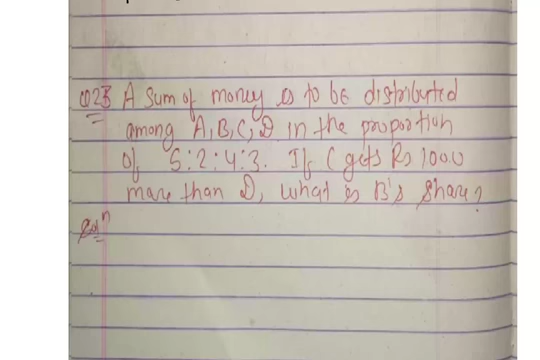 Q23 A sum of money is to be distributed
among A, B, C, D in the proportion
of 5:2:4:3. If C gets Rs 1000
more than D, what is B's share?
Solⁿ